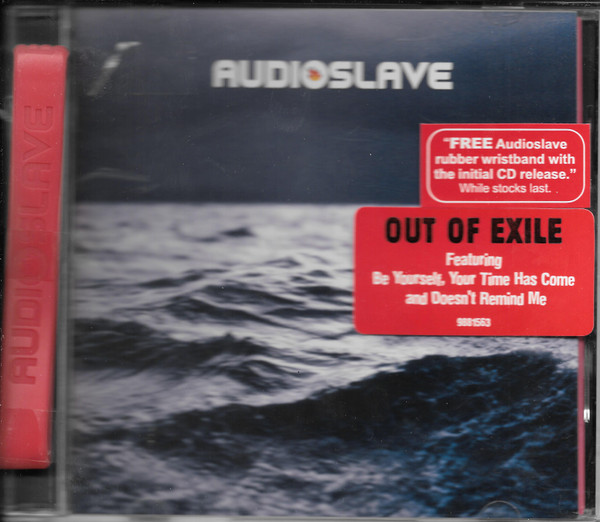 AUDIOSLAVE
AUDIOSLAVE
"FREE Audioslave
rubber wristband with
the initial CD release."
While stocks last.
OUT OF EXILE
Featuring
Be Yourself, Your Time Has Come
and Doesn't Remind Me
9881563